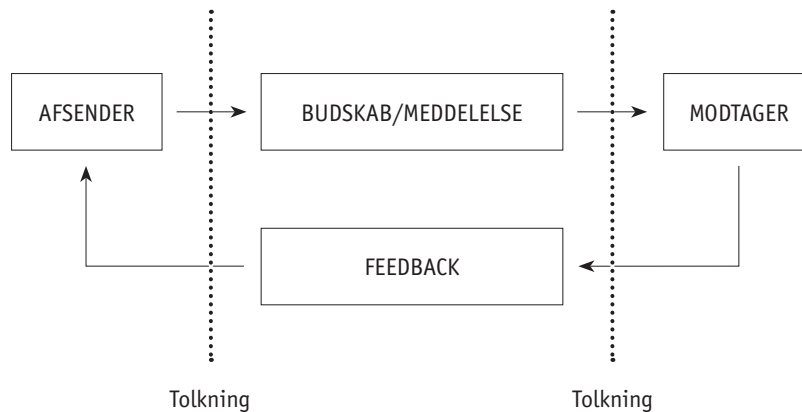 AFSENDER
BUDSKAB/MEDDELELSE
MODTAGER
FEEDBACK
Tolkning
Tolkning